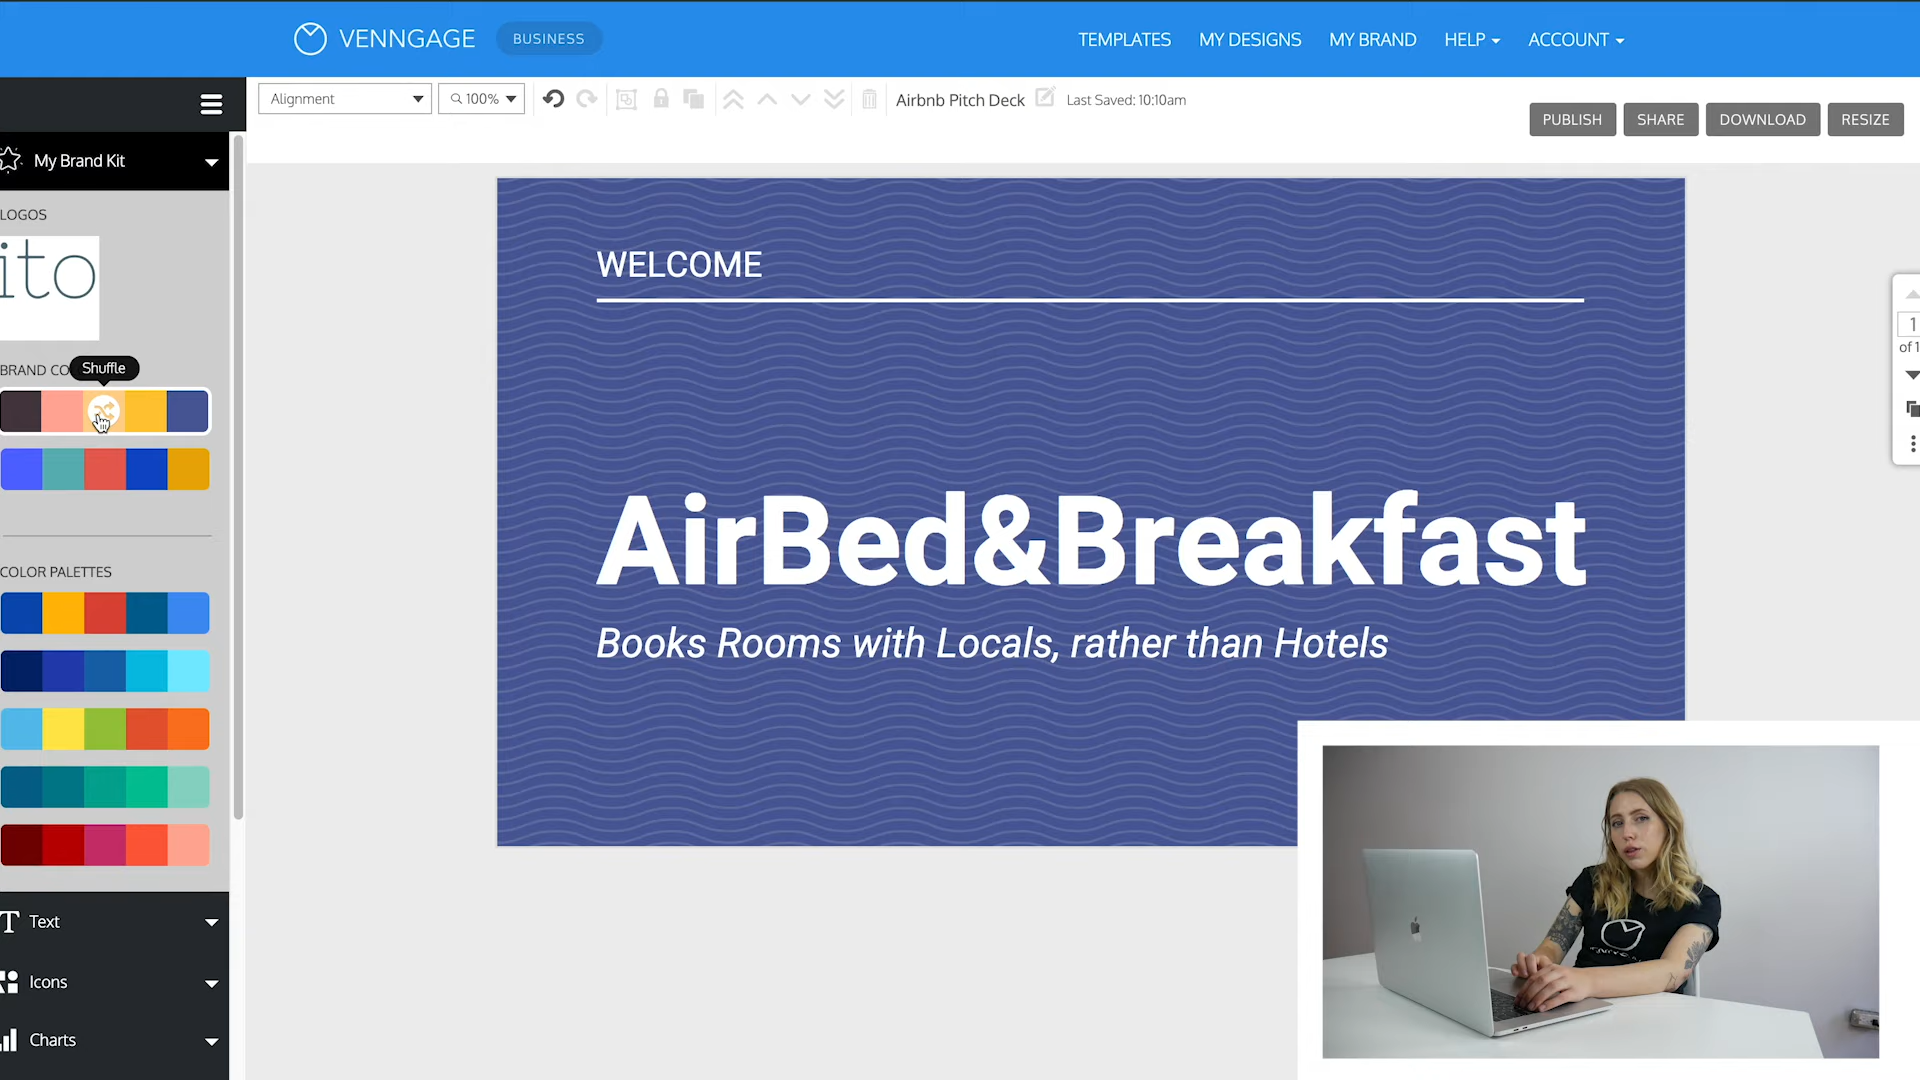 VENNGAGE
BUSINESS
TEMPLATES
MY DESIGNS
MY BRAND
HELP
ACCOUNT
Alignment
100%
Airbnb Pitch Deck
Last Saved: 10:10am
PUBLISH
SHARE
DOWNLOAD
RESIZE
My Brand Kit
LOGOS
ito
BRAND CO
Shuffle
COLOR PALETTES
Text
Icons
Charts
WELCOME
AirBed&Breakfast
Books Rooms with Locals, rather than Hotels
1
of 1